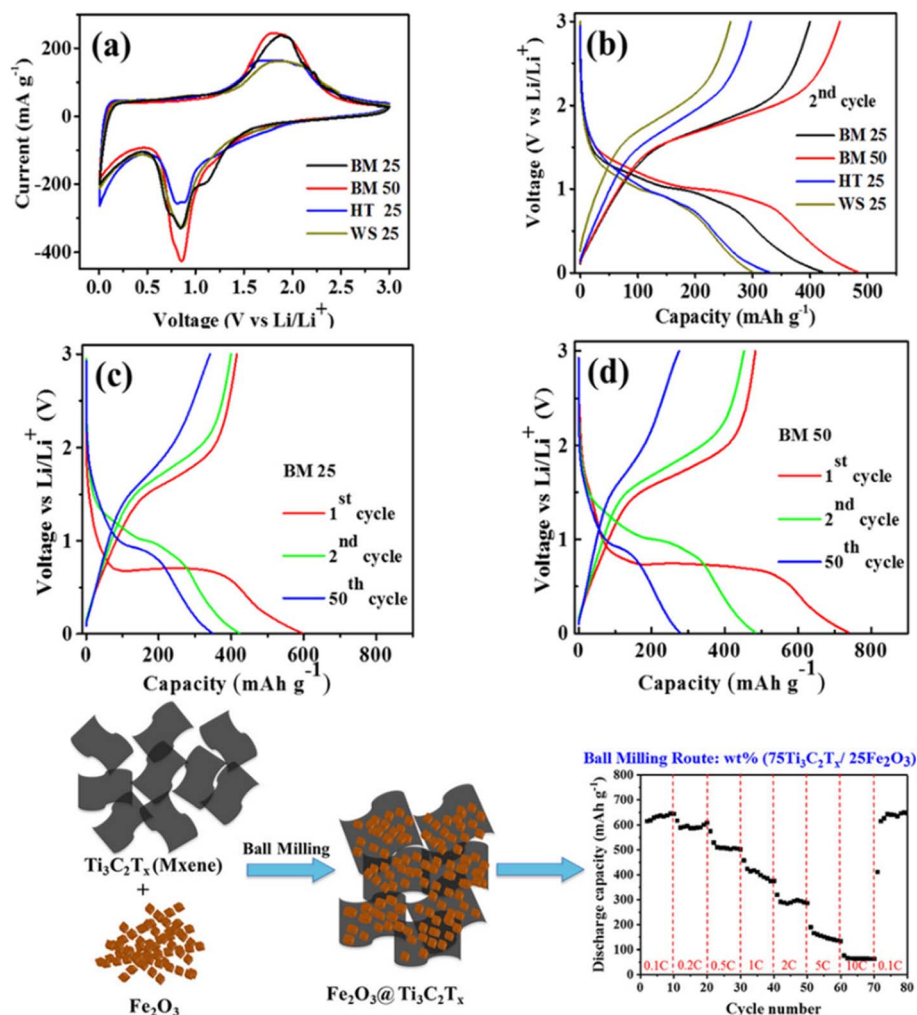 (a)
Current (mA g⁻¹)
200
0
-200
-400
BM 25
BM 50
HT 25
WS 25
0.0 0.5 1.0 1.5 2.0 2.5 3.0
Voltage (V vs Li/Li⁺)
(b)
Voltage (V vs Li/Li⁺)
3
2
1
0
2ⁿᵈ cycle
BM 25
BM 50
HT 25
WS 25
0 100 200 300 400 500
Capacity (mAh g⁻¹)
(c)
Voltage vs Li/Li⁺ (V)
3
2
1
0
BM 25
1ˢᵗ cycle
2ⁿᵈ cycle
50ᵗʰ cycle
0 200 400 600 800
Capacity (mAh g⁻¹)
(d)
Voltage vs Li/Li⁺ (V)
3
2
1
0
BM 50
1ˢᵗ cycle
2ⁿᵈ cycle
50ᵗʰ cycle
0 200 400 600 800
Capacity (mAh g⁻¹)
Ti₃C₂Tₓ (Mxene)
+
Fe₂O₃
Ball Milling
Fe₂O₃@ Ti₃C₂Tₓ
Ball Milling Route: wt% (75Ti₃C₂Tₓ/ 25Fe₂O₃)
Discharge capacity (mAh g⁻¹)
800
700
600
500
400
300
200
100
0
0.1C 0.2C 0.5C 1C 2C 5C 10C 0.1C
0 10 20 30 40 50 60 70 80
Cycle number